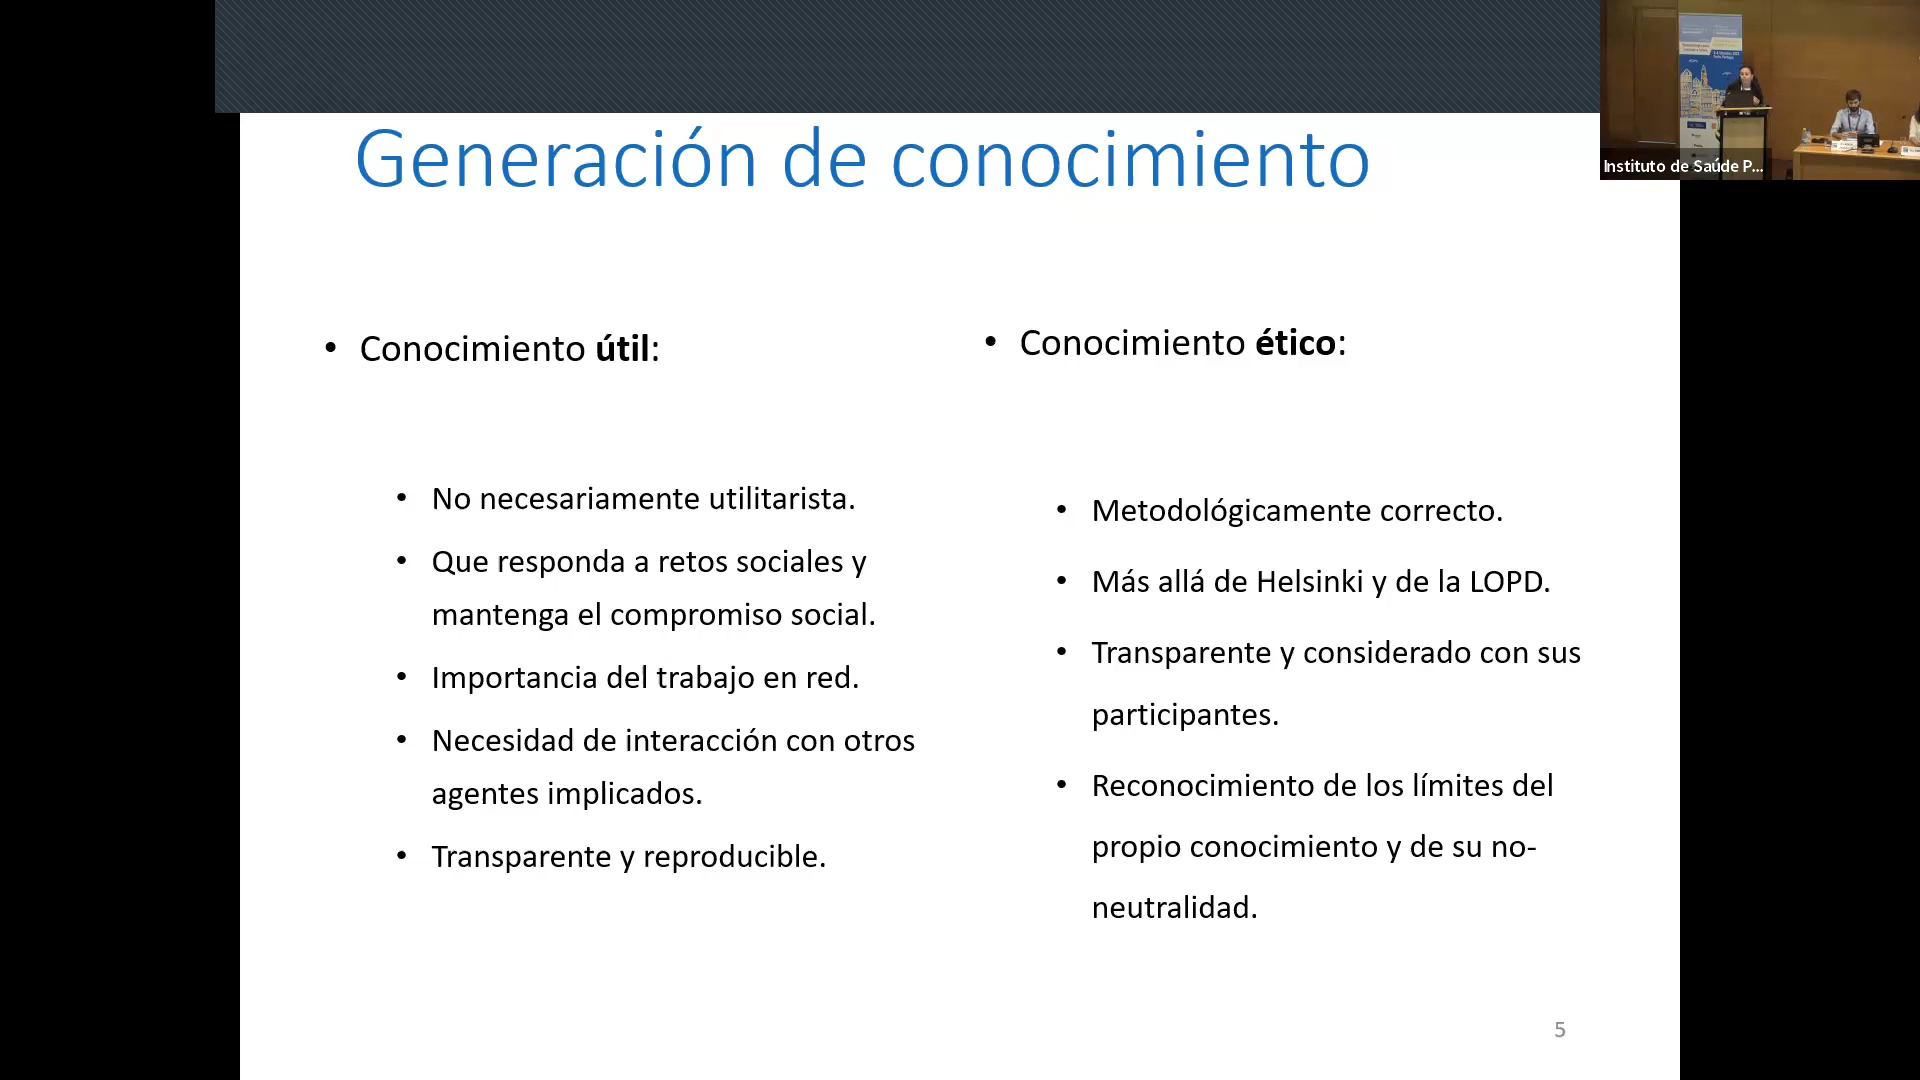 Generación de conocimiento
Instituto de Saúde P...
• Conocimiento útil:
• No necesariamente utilitarista.
• Que responda a retos sociales y
mantenga el compromiso social.
• Importancia del trabajo en red.
• Necesidad de interacción con otros
agentes implicados.
• Transparente y reproducible.
• Conocimiento ético:
• Metodológicamente correcto.
• Más allá de Helsinki y de la LOPD.
• Transparente y considerado con sus
participantes.
• Reconocimiento de los límites del
propio conocimiento y de su no-
neutralidad.
5